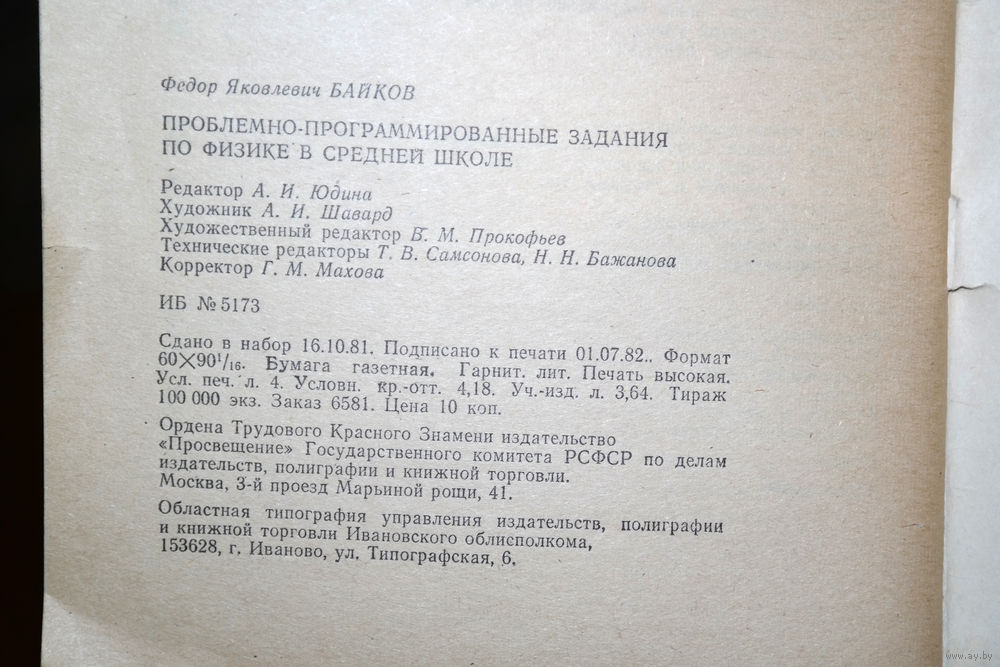 Федор Яковлевич БАЙКОВ
ПРОБЛЕМНО-ПРОГРАММИРОВАННЫЕ ЗАДАНИЯ
ПО ФИЗИКЕ В СРЕДНЕЙ ШКОЛЕ
Редактор А. И. Юдина
Художник А. И. Шавард
Художественный редактор В. М. Прокофьев
Технические редакторы Т. В. Самсонова, Н. Н. Бажанова
Корректор Г. М. Махова
ИБ № 5173
Сдано в набор 16.10.81. Подписано к печати 01.07.82.. Формат
60×90¹/₁₆. Бумага газетная. Гарнит. лит. Печать высокая.
Усл. печ. л. 4. Условн. кр.-отт. 4,18. Уч.-изд. л. 3,64. Тираж
100 000 экз. Заказ 6581. Цена 10 коп.
Ордена Трудового Красного Знамени издательство
«Просвещение» Государственного комитета РСФСР по делам
издательств, полиграфии и книжной торговли.
Москва, 3-й проезд Марьиной рощи, 41.
Областная типография управления издательств, полиграфии
и книжной торговли Ивановского облисполкома,
153628, г. Иваново, ул. Типографская, 6.
www.ay.by